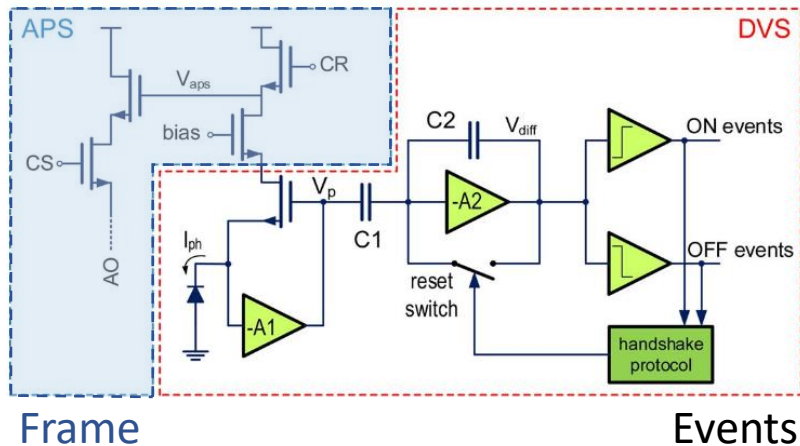 APS
DVS
CR
V_aps
bias
CS
AO
C2
V_diff
ON events
-A2
V_p
C1
I_ph
OFF events
reset
switch
-A1
handshake
protocol
Frame
Events